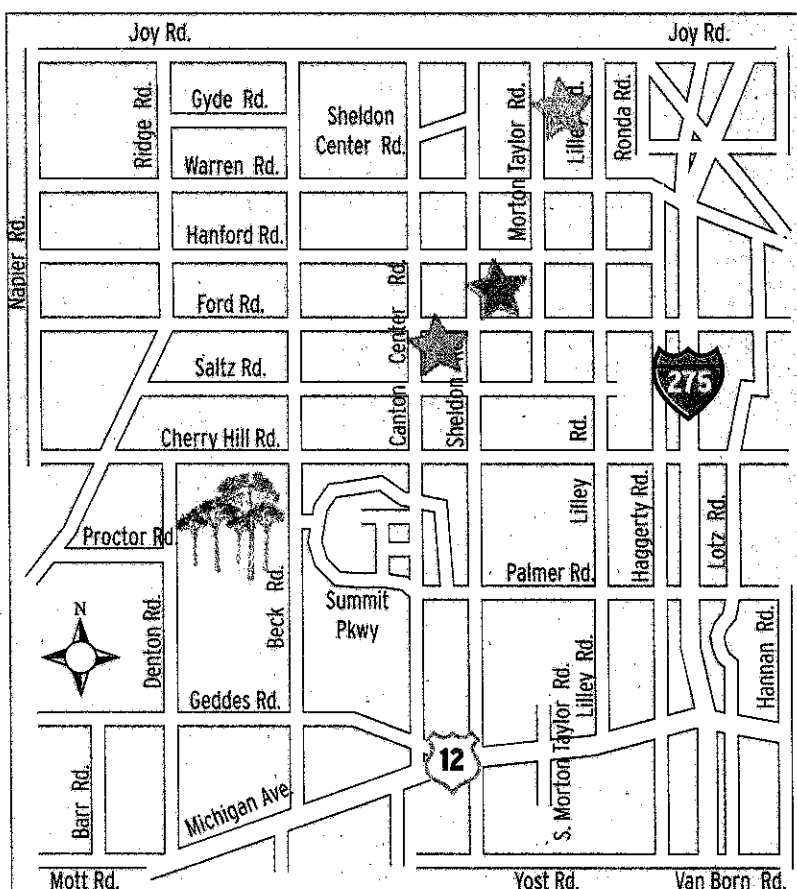 Joy Rd.
Joy Rd.
Ridge Rd.
Gyde Rd.
Sheldon
Center Rd.
Morton Taylor Rd.
Lilley Rd.
Ronda Rd.
Warren Rd.
Hanford Rd.
Napier Rd.
Ford Rd.
Canton Center Rd.
Saltz Rd.
Sheldon Rd.
275
Cherry Hill Rd.
Lilley Rd.
Haggerty Rd.
Lotz Rd.
Proctor Rd.
Palmer Rd.
Beck Rd.
Summit
Pkwy
N
Denton Rd.
Hannan Rd.
Geddes Rd.
S. Morton Taylor Rd.
Lilley Rd.
12
Barr Rd.
Michigan Ave.
Mott Rd.
Yost Rd.
Van Born Rd.